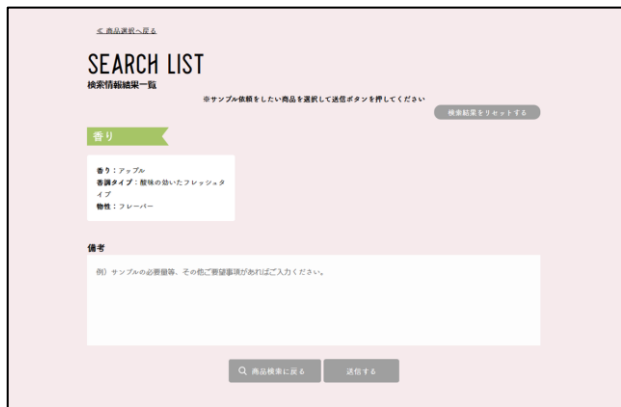 ≪ 商品選択へ戻る
SEARCH LIST
検索情報結果一覧
※サンプル依頼をしたい商品を選択して送信ボタンを押してください
検索結果をリセットする
香り
香り：アップル
香調タイプ：酸味の効いたフレッシュタ
イプ
物性：フレーバー
備考
例）サンプルの必要量等、その他ご要望事項があればご入力ください。
商品検索に戻る
送信する